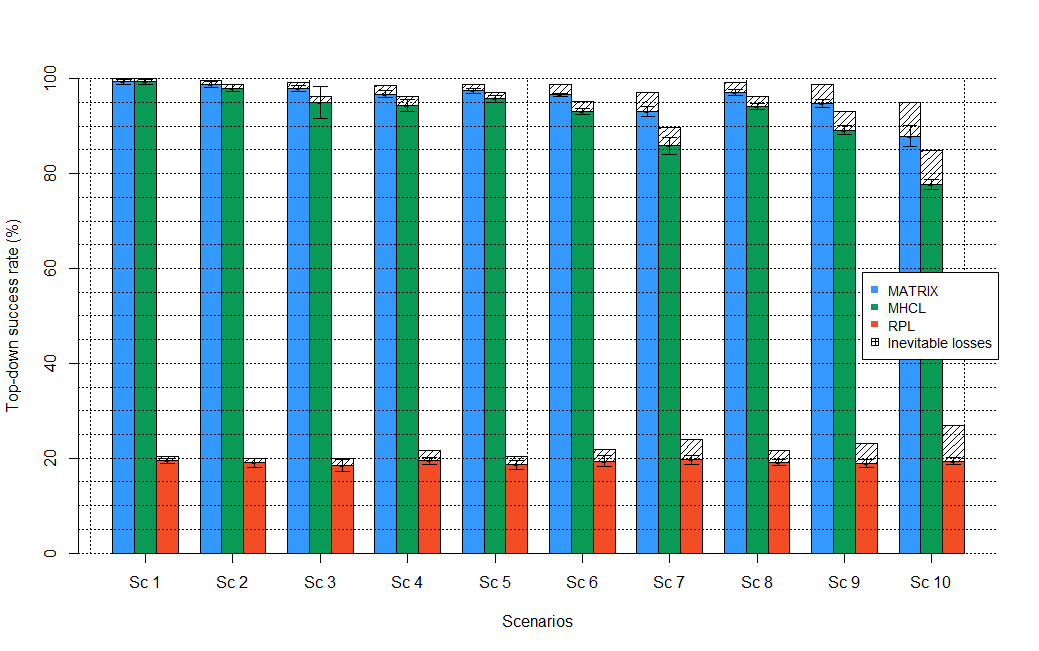 Top-down success rate (%)
100
80
60
40
20
0
MATRIX
MHCL
RPL
Inevitable losses
Sc 1 Sc 2 Sc 3 Sc 4 Sc 5 Sc 6 Sc 7 Sc 8 Sc 9 Sc 10
Scenarios